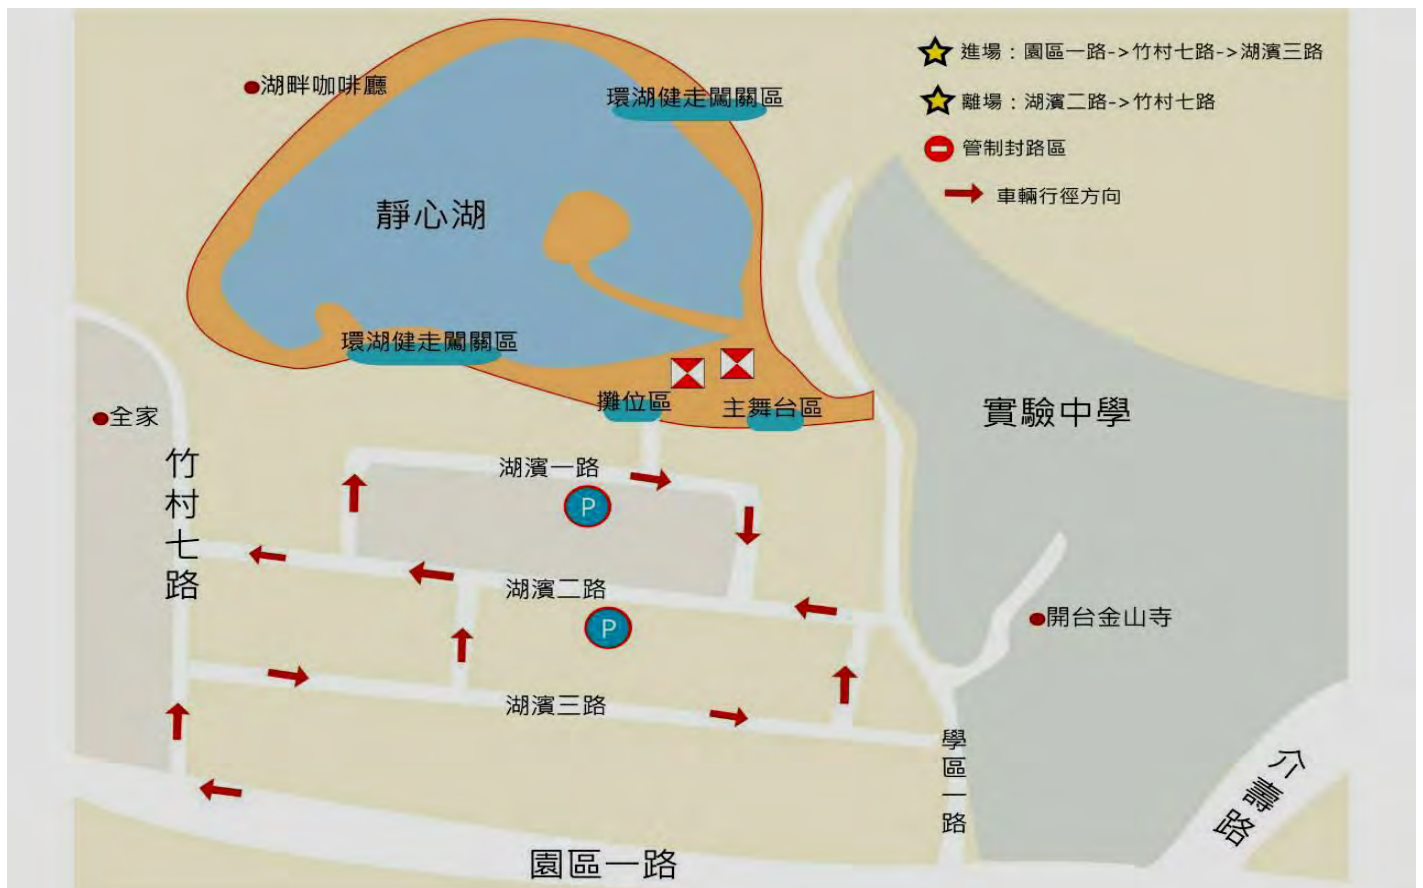 進場：園區一路->竹村七路->湖濱三路
湖畔咖啡廳
環湖健走闖關區
離場：湖濱二路->竹村七路
管制封路區
車輛行徑方向
靜心湖
環湖健走闖關區
攤位區
主舞台區
實驗中學
全家
竹村七路
湖濱一路
P
湖濱二路
P
開台金山寺
湖濱三路
學區一路
介壽路
園區一路